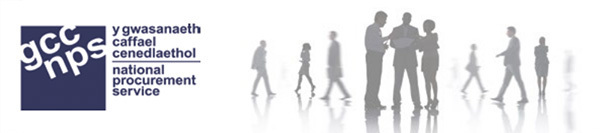 gcc
nps
y gwasanaeth
caffael
cenedlaethol
national
procurement
service